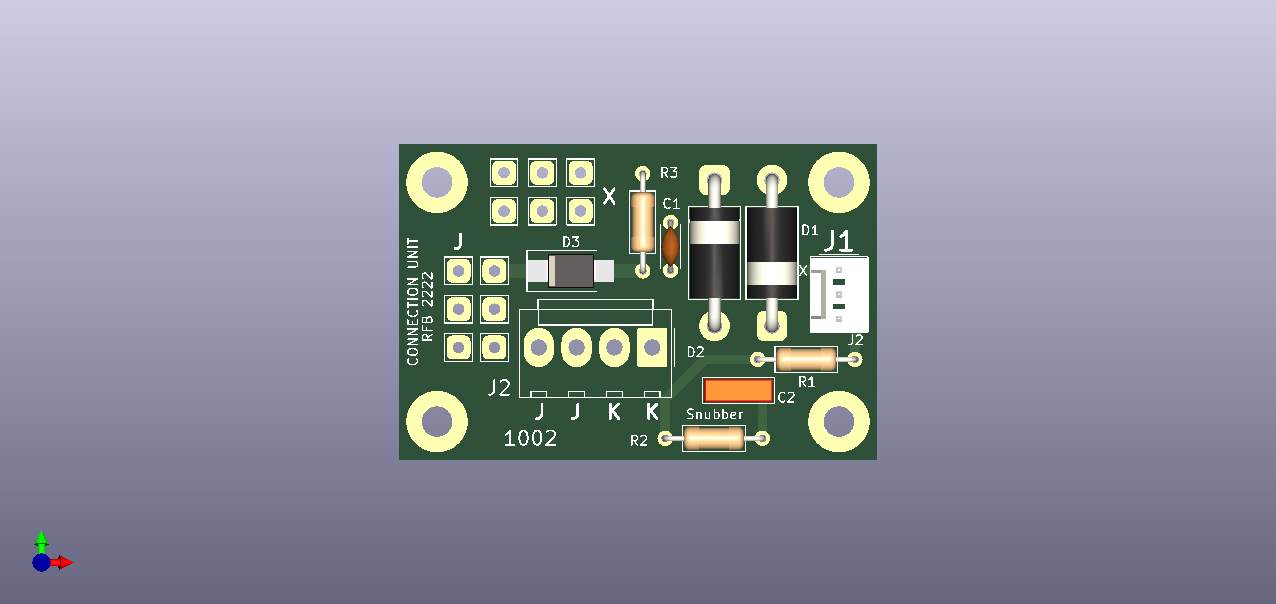 R3
X
C1
D1
J1
J
D3
X
CONNECTION UNIT
RFB 2222
J2
D2
R1
J2
C2
J J K K
Snubber
1002
R2